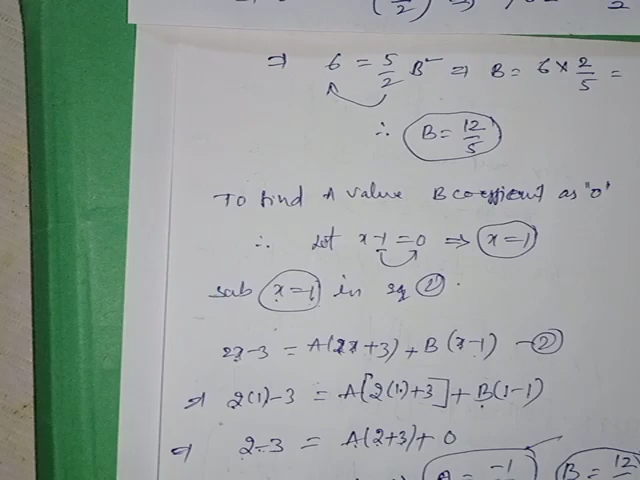 ⇒ 6 = 5/2 B ⇒ B = 6 × 2/5 =
∴ B = 12/5
To find A value B coefficient as "0"
∴ Let x-1=0 ⇒ x=1
sub x=1 in eq ②.
2x-3 = A(2x+3) + B(x-1) -②
⇒ 2(1)-3 = A[2(1)+3] + B(1-1)
⇒ 2-3 = A(2+3) + 0
A = -1 B = 12